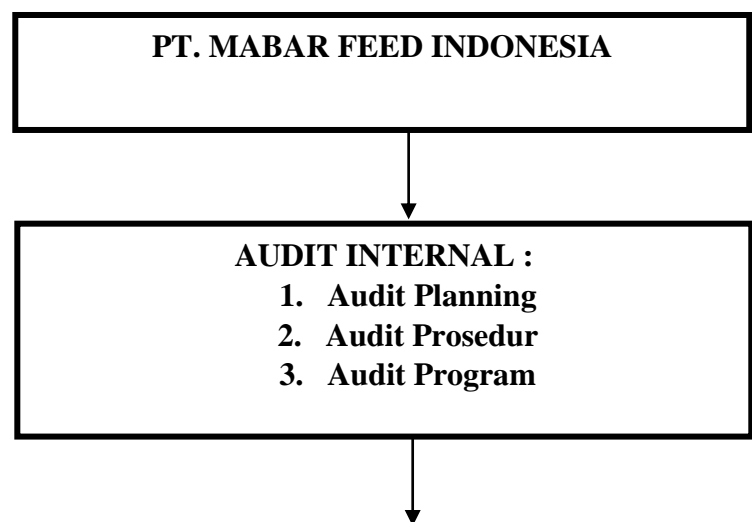 PT. MABAR FEED INDONESIA
AUDIT INTERNAL :
1. Audit Planning
2. Audit Prosedur
3. Audit Program